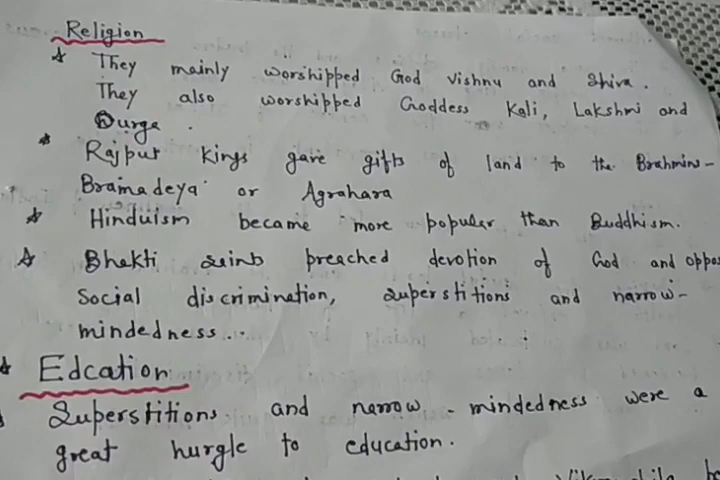 Religion
☆ They mainly worshipped God Vishnu and Shiva.
They also worshipped Goddess Kali, Lakshmi and
Durga.
☆ Rajput Kings gave gifts of land to the Brahmins-
Bramadeya or Agrahara
☆ Hinduism became more popular than Buddhism.
☆ Bhakti saints preached devotion of God and oppos
Social discrimination, superstitions and narrow-
mindedness..
☆ Edcation
Superstitions and narrow-mindedness were a
great hurgle to education.